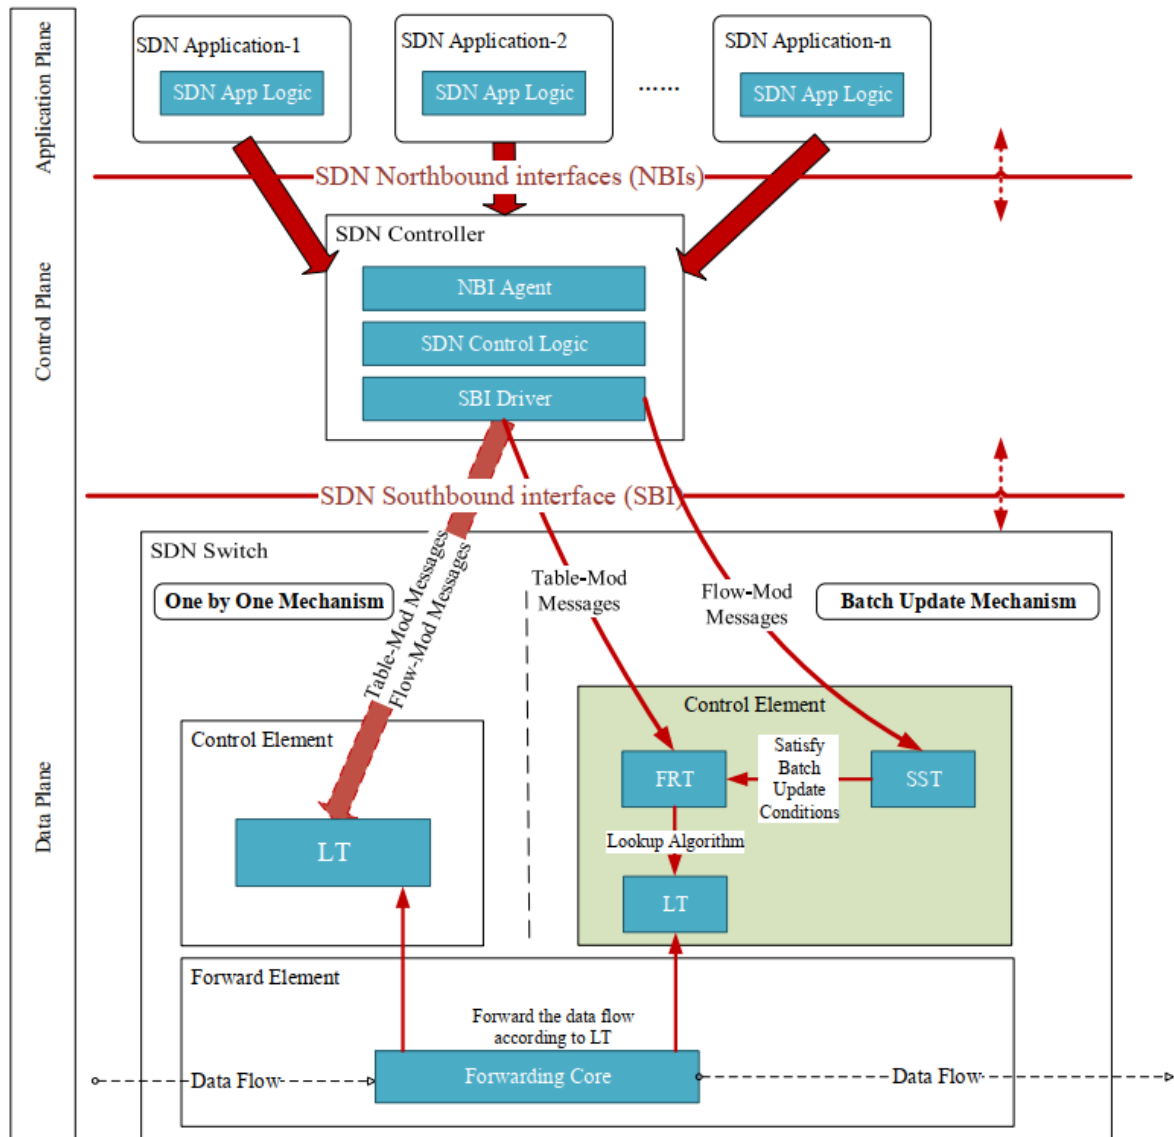 Application Plane
SDN Application-1
SDN App Logic
SDN Application-2
SDN App Logic
......
SDN Application-n
SDN App Logic
SDN Northbound interfaces (NBIs)
Control Plane
SDN Controller
NBI Agent
SDN Control Logic
SBI Driver
SDN Southbound interface (SBI)
Data Plane
SDN Switch
One by One Mechanism
Table-Mod Messages
Flow-Mod Messages
Table-Mod
Messages
Flow-Mod
Messages
Batch Update Mechanism
Control Element
LT
Control Element
FRT
Satisfy
Batch
Update
Conditions
SST
Lookup Algorithm
LT
Forward Element
Forward the data flow
according to LT
Data Flow
Forwarding Core
Data Flow